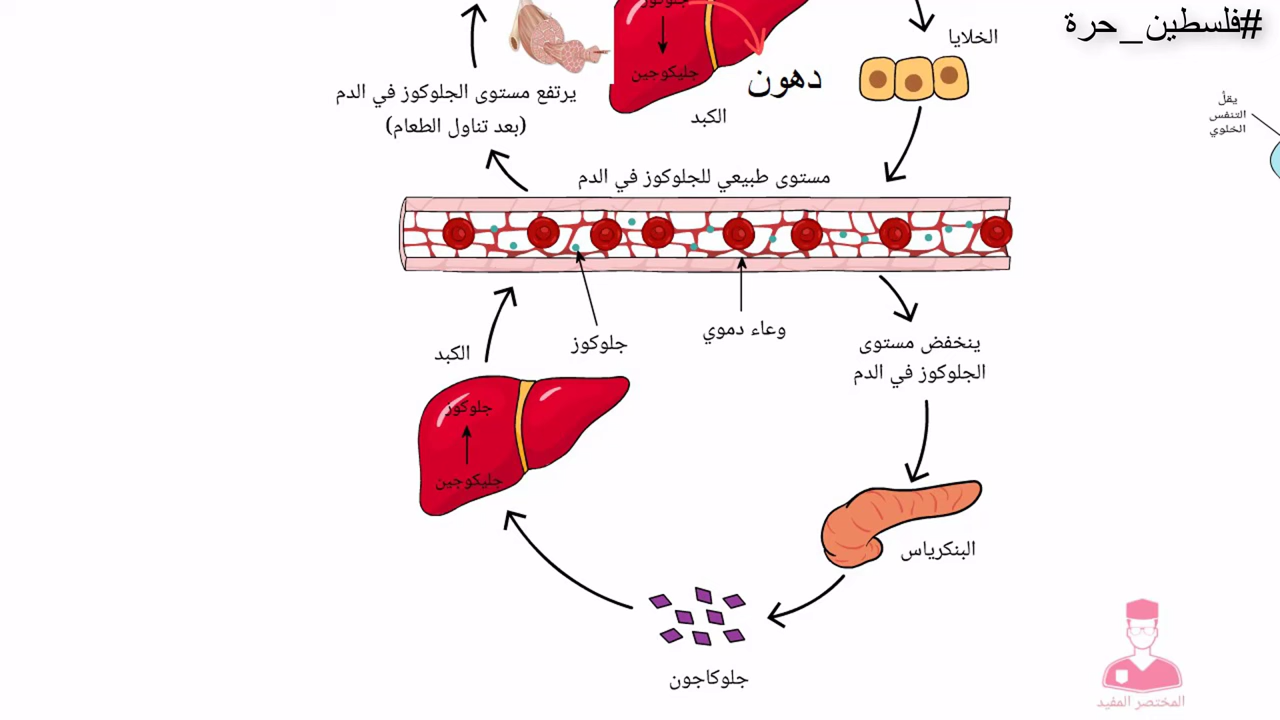 #فلسطين_حرة
جلوكوز
جليكوجين
دهون
الكبد
الخلايا
يقلّ
التنفس
الخلوي
يرتفع مستوى الجلوكوز في الدم
(بعد تناول الطعام)
مستوى طبيعي للجلوكوز في الدم
وعاء دموي
جلوكوز
ينخفض مستوى
الجلوكوز في الدم
الكبد
جلوكوز
جليكوجين
البنكرياس
جلوكاجون
المختصر المفيد